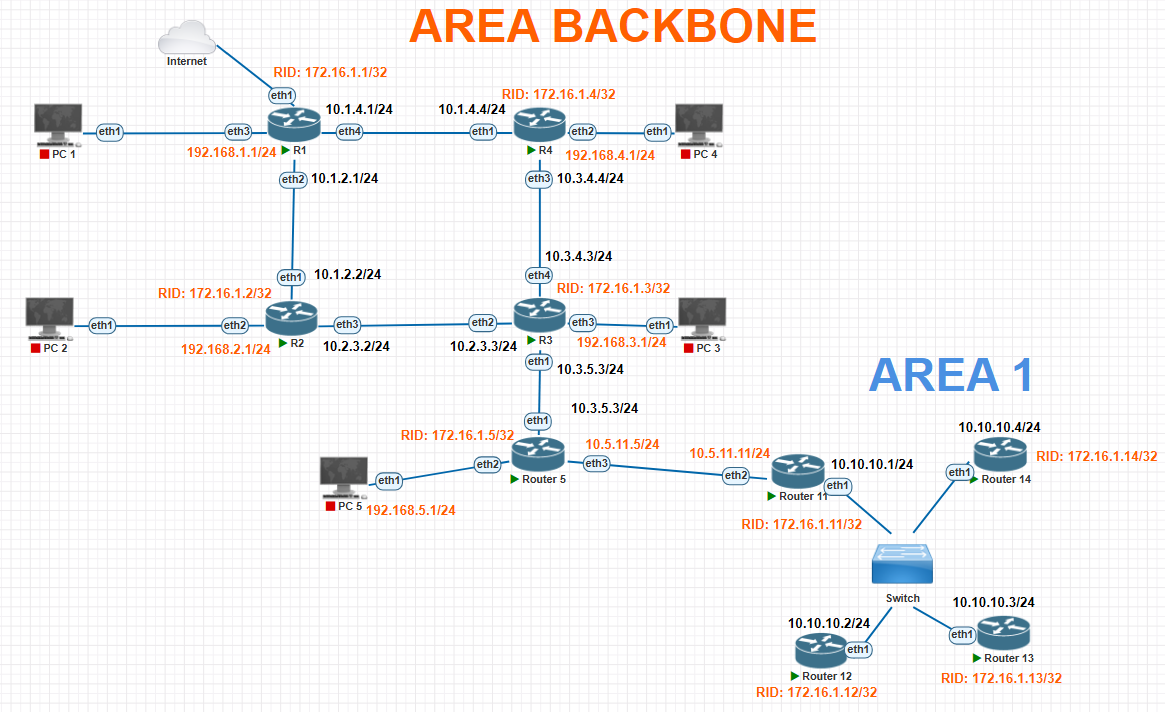 AREA BACKBONE
Internet
RID: 172.16.1.1/32
eth1
RID: 172.16.1.4/32
10.1.4.1/24
10.1.4.4/24
eth1
eth3
eth4
eth1
eth2
eth1
PC 1
192.168.1.1/24
R1
R4
192.168.4.1/24
PC 4
eth2
10.1.2.1/24
eth3
10.3.4.4/24
10.3.4.3/24
eth1
10.1.2.2/24
eth4
RID: 172.16.1.2/32
RID: 172.16.1.3/32
eth1
eth2
eth3
eth2
eth3
eth1
PC 2
192.168.2.1/24
R2
10.2.3.2/24
10.2.3.3/24
R3
192.168.3.1/24
PC 3
eth1
10.3.5.3/24
AREA 1
10.3.5.3/24
eth1
10.10.10.4/24
RID: 172.16.1.5/32
10.5.11.5/24
10.5.11.11/24
RID: 172.16.1.14/32
eth2
eth3
10.10.10.1/24
eth1
eth2
eth1
eth1
Router 5
Router 14
PC 5
192.168.5.1/24
Router 11
RID: 172.16.1.11/32
Switch
10.10.10.3/24
10.10.10.2/24
eth1
eth1
Router 13
Router 12
RID: 172.16.1.13/32
RID: 172.16.1.12/32